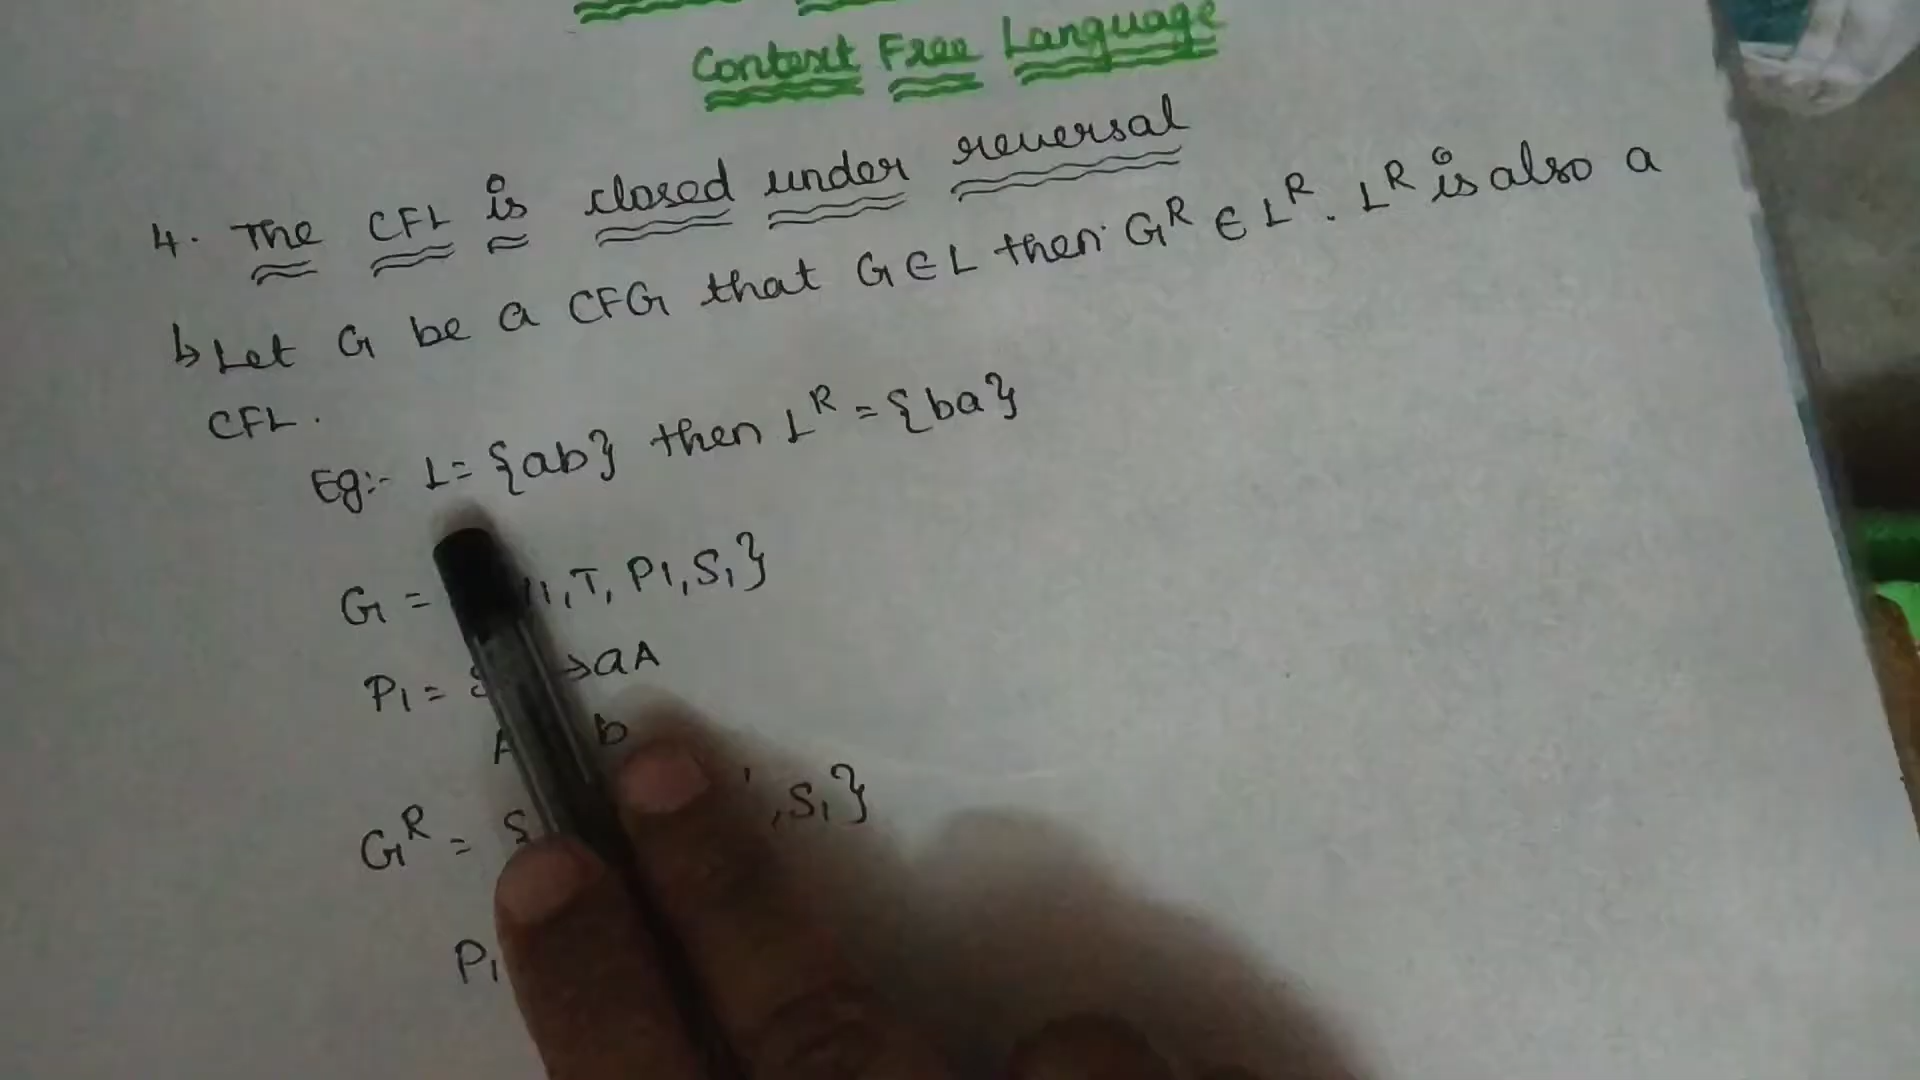 Context Free Language
4. The CFL is closed under reversal
↳ Let G be a CFG that G ∈ L then G^R ∈ L^R. L^R is also a
CFL.
Eg:- L = {ab} then L^R = {ba}
G = 1, T, P1, S1}
P1 = → aA
A b
G^R = , S1}
P1